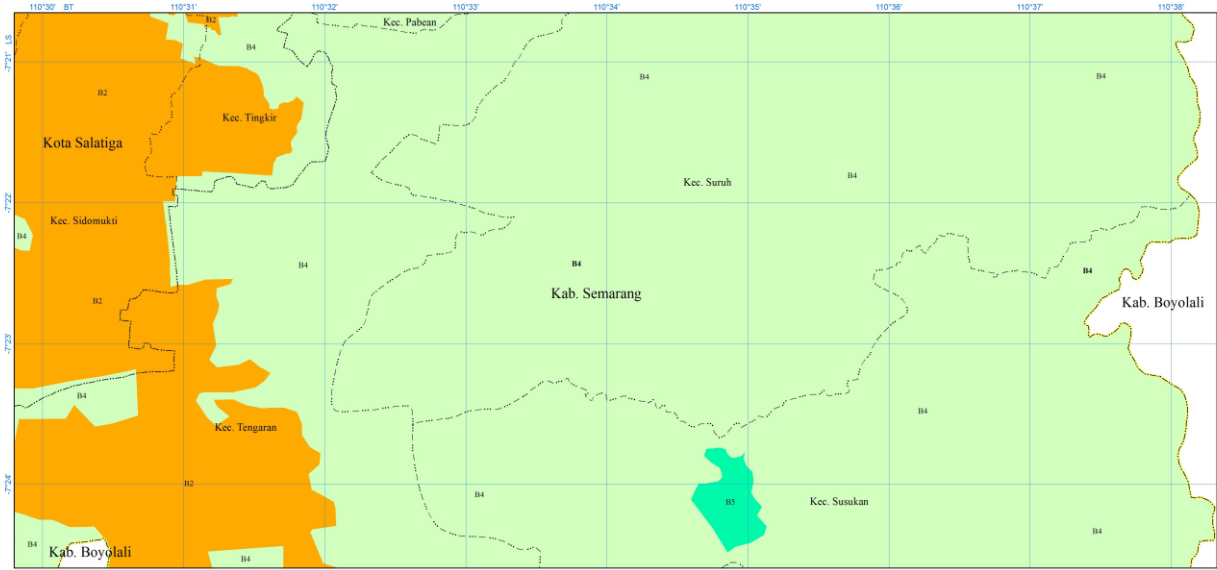 110°30' BT 110°31' 110°32' 110°33' 110°34' 110°35' 110°36' 110°37' 110°38'
B2 Kec. Pabean
B4
-7°21' LS
B4 B4
B2
Kec. Tingkir
Kota Salatiga
B4
Kec. Suruh
-7°22'
Kec. Sidomukti
B4
B4 B4 B4
Kab. Semarang
B2 Kab. Boyolali
-7°23'
B4
B4
Kec. Tengaran
-7°24'
B2
B4
B5 Kec. Susukan
B4
B4
Kab. Boyolali
B4